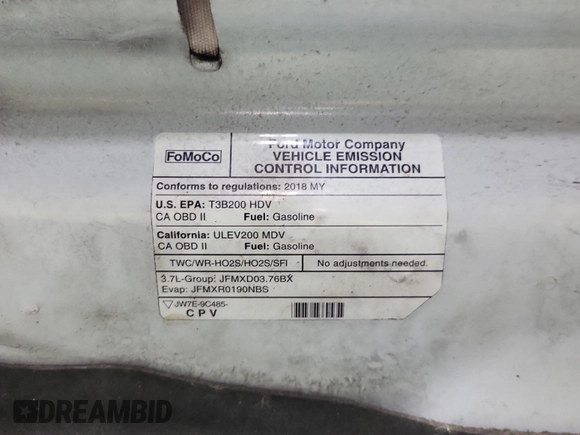 FoMoCo
Ford Motor Company
VEHICLE EMISSION
CONTROL INFORMATION
Conforms to regulations: 2018 MY
U.S. EPA: T3B200 HDV
CA OBD II Fuel: Gasoline
California: ULEV200 MDV
CA OBD II Fuel: Gasoline
TWC/WR-HO2S/HO2S/SFI No adjustments needed.
3.7L-Group: JFMXD03.76BX
Evap: JFMXR0190NBS
JW7E-9C485-
C P V
DREAMBID